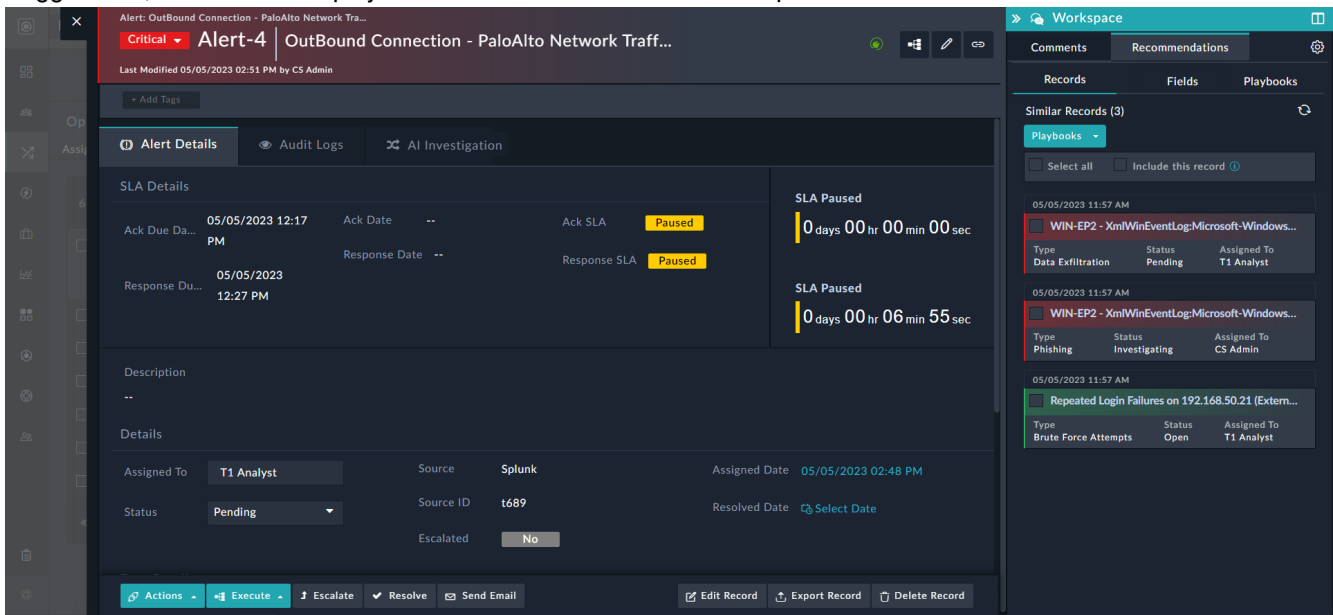 Alert: OutBound Connection - PaloAlto Network Tra...
Critical Alert-4 OutBound Connection - PaloAlto Network Traff...
Last Modified 05/05/2023 02:51 PM by CS Admin
+ Add Tags
Alert Details Audit Logs AI Investigation
SLA Details
Ack Due Da... 05/05/2023 12:17 PM
Ack Date --
Ack SLA Paused
Response Du... 05/05/2023 12:27 PM
Response Date --
Response SLA Paused
SLA Paused
0 days 00 hr 00 min 00 sec
SLA Paused
0 days 00 hr 06 min 55 sec
Description
--
Details
Assigned To T1 Analyst
Source Splunk
Assigned Date 05/05/2023 02:48 PM
Status Pending
Source ID t689
Resolved Date Select Date
Escalated No
Actions Execute Escalate Resolve Send Email Edit Record Export Record Delete Record
Workspace
Comments Recommendations
Records Fields Playbooks
Similar Records (3)
Playbooks
Select all Include this record
05/05/2023 11:57 AM
WIN-EP2 - XmlWinEventLog:Microsoft-Windows...
Type Status Assigned To
Data Exfiltration Pending T1 Analyst
05/05/2023 11:57 AM
WIN-EP2 - XmlWinEventLog:Microsoft-Windows...
Type Status Assigned To
Phishing Investigating CS Admin
05/05/2023 11:57 AM
Repeated Login Failures on 192.168.50.21 (Extern...
Type Status Assigned To
Brute Force Attempts Open T1 Analyst